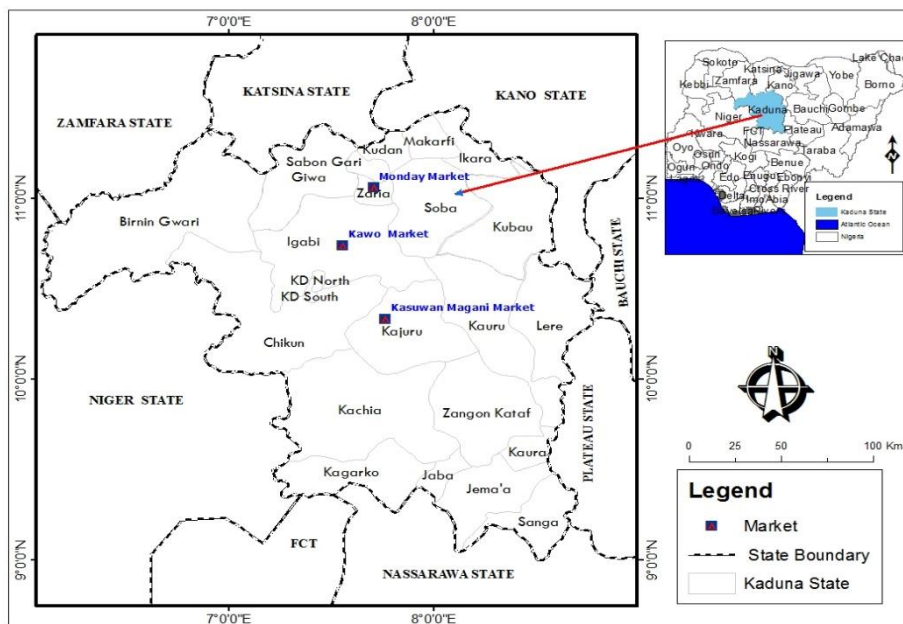 7°0'0"E
8°0'0"E
KATSINA STATE
KANO STATE
ZAMFARA STATE
Kudan
Makarfi
Ikara
Sabon Gari
Giwa
Monday Market
Zaria
Soba
Birnin Gwari
Kubau
Igabi
Kawo Market
KD North
KD South
Kasuwan Magani Market
Kajuru
Kauru
Lere
Chikun
BAUCHI STATE
NIGER STATE
Kachia
Zangon Kataf
PLATEAU STATE
Kaura
Kagarko
Jaba
Jema'a
Sanga
FCT
NASSARAWA STATE
11°0'0"N
10°0'0"N
9°0'0"N
11°0'0"N
10°0'0"N
9°0'0"N
7°0'0"E
8°0'0"E
Sokoto
Katsina
Lake Chad
Kebbi
Zamfara
Kano
Jigawa
Yobe
Borno
Kaduna
Bauchi
Gombe
Niger
Adamawa
FCT
Plateau
Kwara
Nassarawa
Taraba
Oyo
Osun
Kogi
Benue
Ogun
Ondo
Edo
Enugu
Ebonyi
Cross River
Delta
Imo
Abia
N
Legend
Kaduna State
Atlantic Ocean
Nigeria
N
0 25 50 100 Km
Legend
A Market
State Boundary
Kaduna State